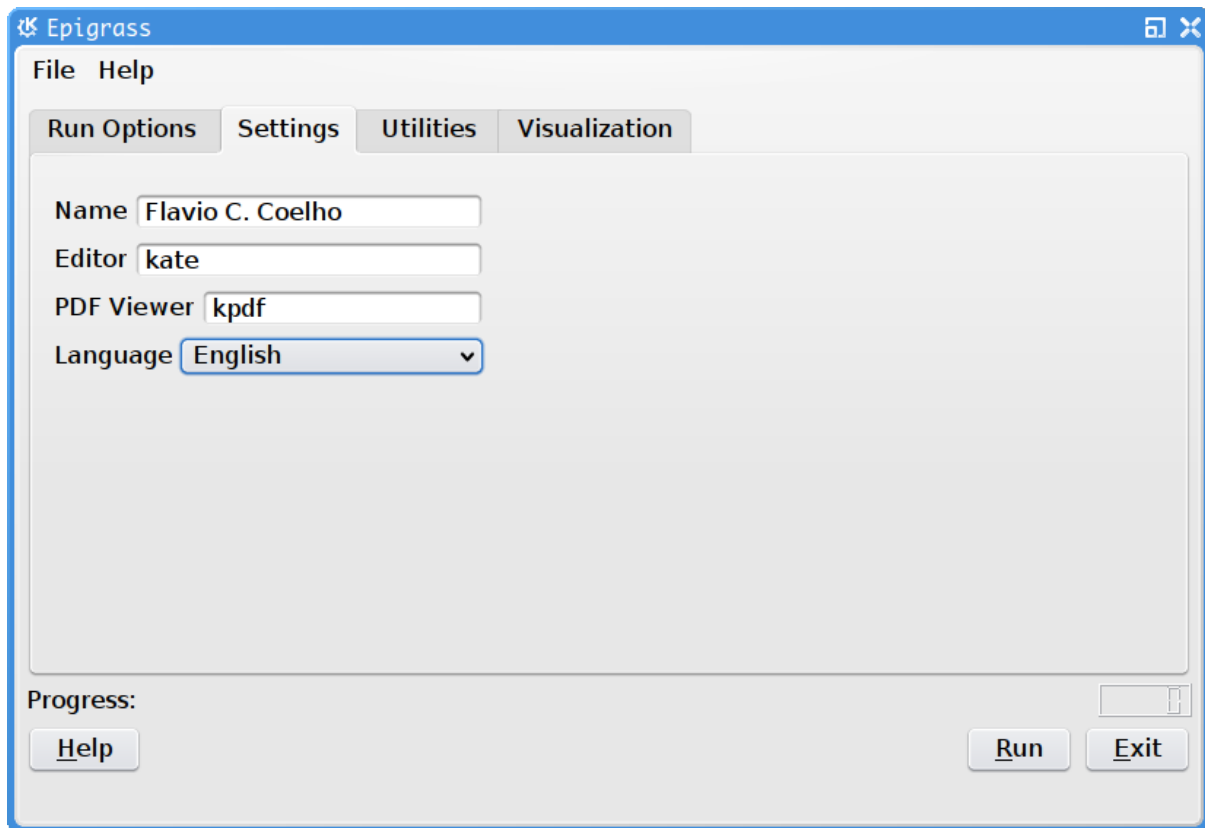 Epigrass
File Help
Run Options Settings Utilities Visualization
Name Flavio C. Coelho
Editor kate
PDF Viewer kpdf
Language English
Progress: 0
Help Run Exit